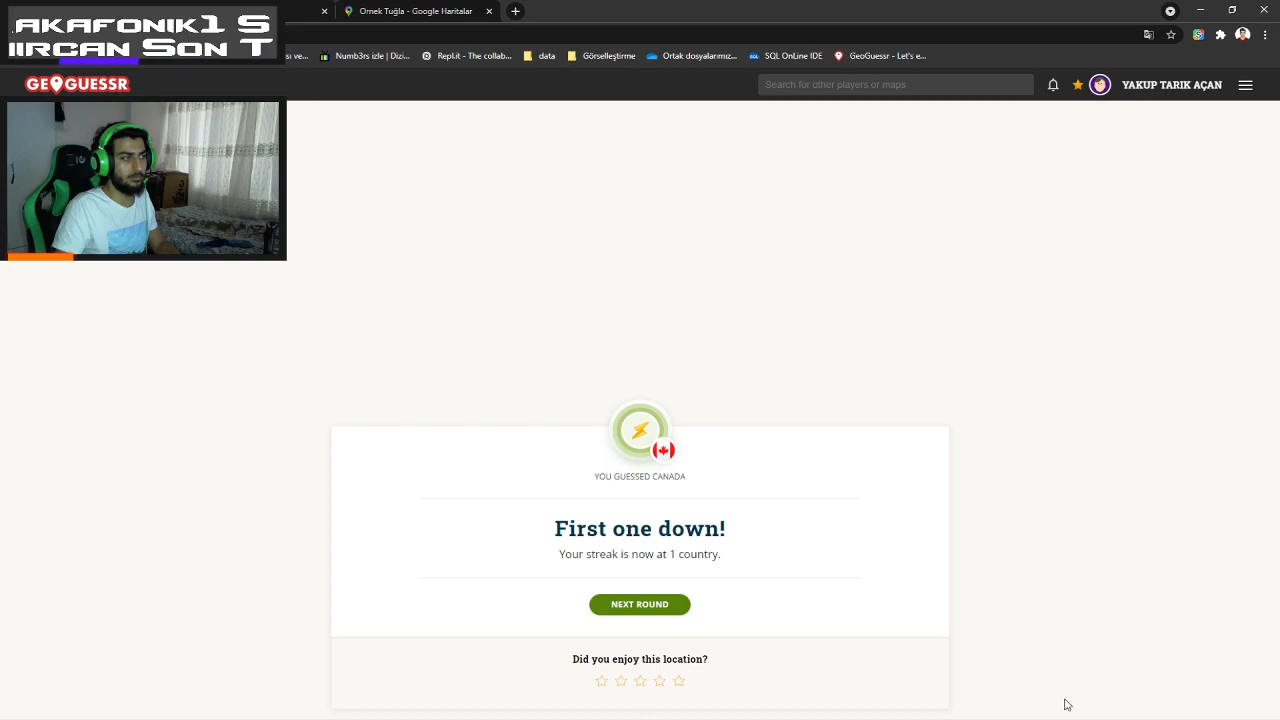 AKAFONIK1 S
IIRCAN SON T
Ornek Tuğla - Google Haritalar
si ve...
Numb3rs izle | Dizi...
Repl.it - The collab...
data
Görselleştirme
Ortak dosyalarımız...
SQL Online IDE
GeoGuessr - Let's e...
GEOGUESSR
Search for other players or maps
YAKUP TARIK AÇAN
YOU GUESSED CANADA
First one down!
Your streak is now at 1 country.
NEXT ROUND
Did you enjoy this location?